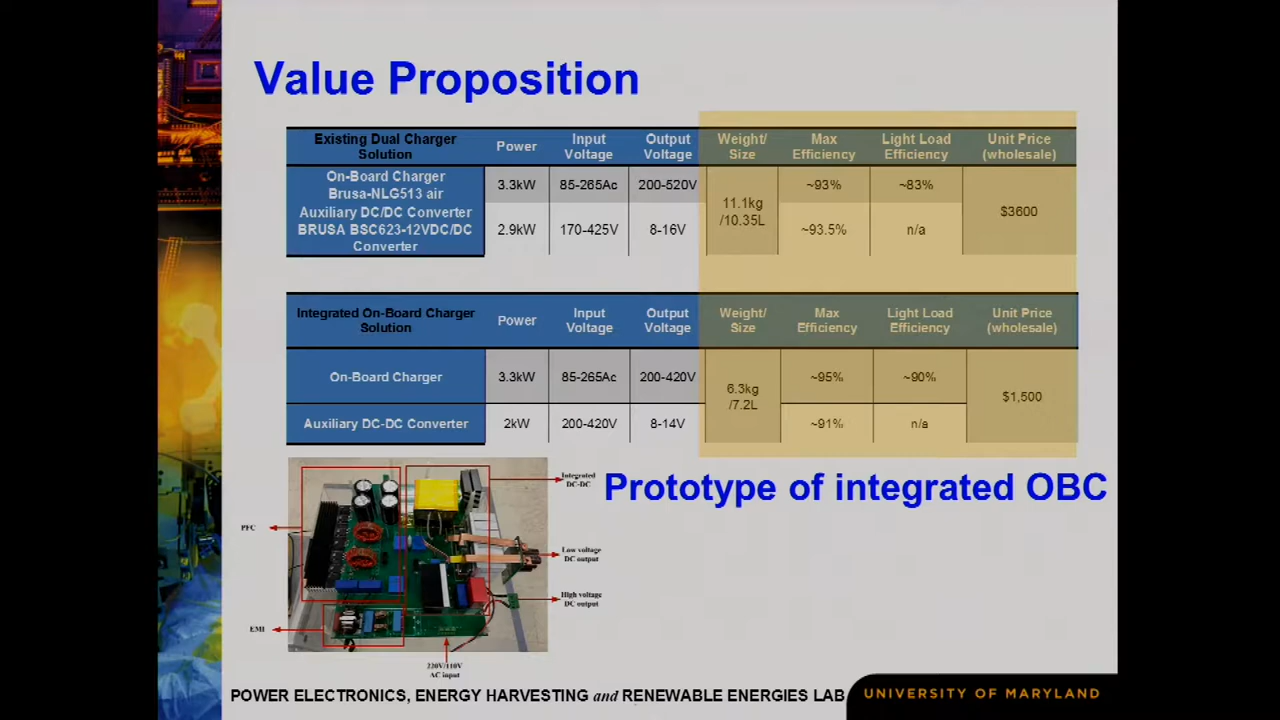 Value Proposition
Existing Dual Charger Solution Power Input Voltage Output Voltage Weight/ Size Max Efficiency Light Load Efficiency Unit Price (wholesale)
On-Board Charger Brusa-NLG513 air 3.3kW 85-265Ac 200-520V 11.1kg /10.35L ~93% ~83% $3600
Auxiliary DC/DC Converter BRUSA BSC623-12VDC/DC Converter 2.9kW 170-425V 8-16V ~93.5% n/a
Integrated On-Board Charger Solution Power Input Voltage Output Voltage Weight/ Size Max Efficiency Light Load Efficiency Unit Price (wholesale)
On-Board Charger 3.3kW 85-265Ac 200-420V 6.3kg /7.2L ~95% ~90% $1,500
Auxiliary DC-DC Converter 2kW 200-420V 8-14V ~91% n/a
Prototype of integrated OBC
Integrated
DC-DC
PFC
Low voltage
DC output
High voltage
DC output
EMI
220V/110V
AC input
POWER ELECTRONICS, ENERGY HARVESTING and RENEWABLE ENERGIES LAB
UNIVERSITY OF MARYLAND